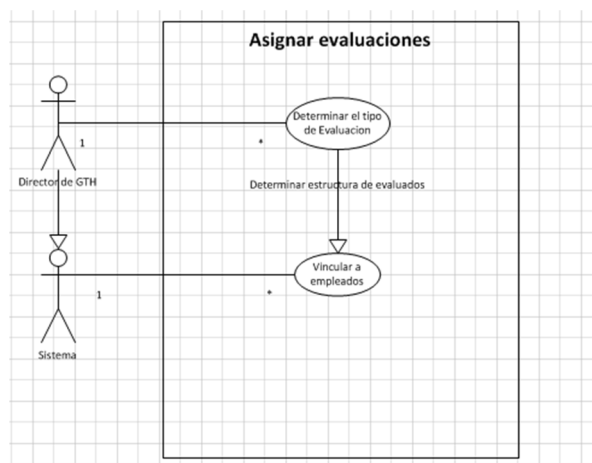 Asignar evaluaciones
Determinar el tipo
de Evaluacion
1
*
Director de GTH
Determinar estructura de evaluados
Vincular a
empleados
1
*
Sistema